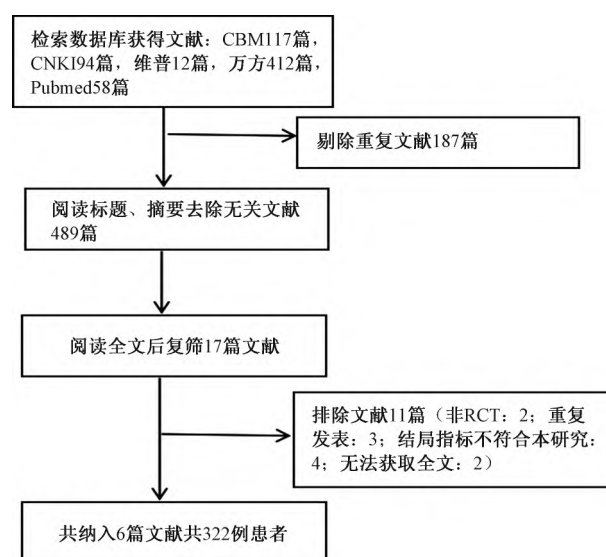 检索数据库获得文献：CBM117篇，
CNKI94篇，维普12篇，万方412篇，
Pubmed58篇
剔除重复文献187篇
阅读标题、摘要去除无关文献
489篇
阅读全文后复筛17篇文献
排除文献11篇（非RCT：2；重复
发表：3；结局指标不符合本研究：
4；无法获取全文：2）
共纳入6篇文献共322例患者